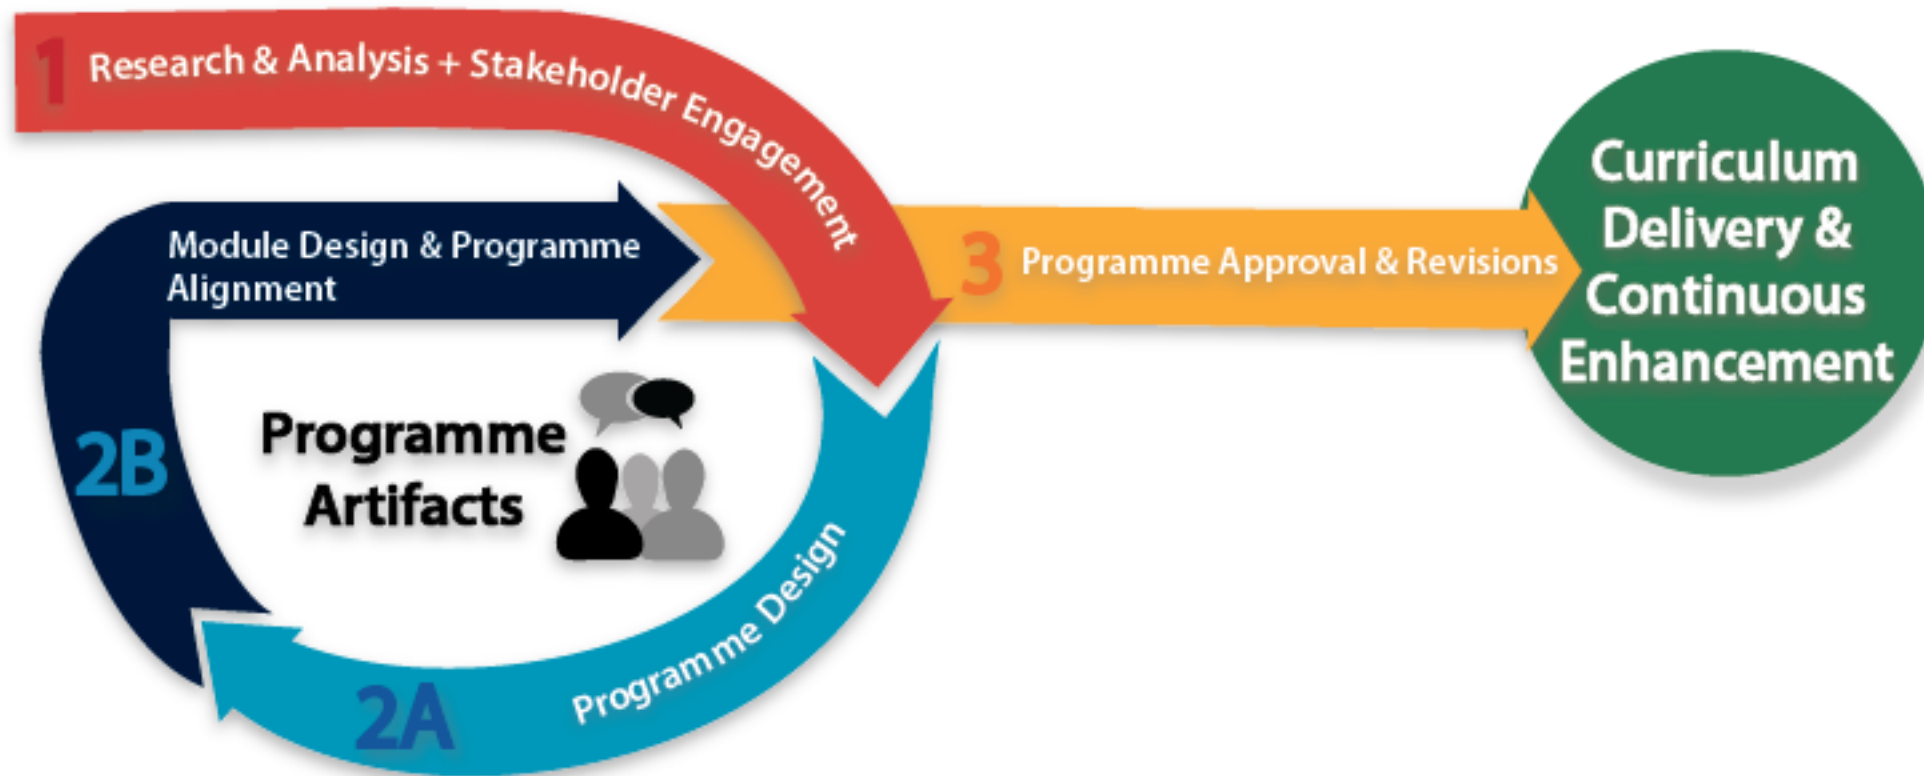 1 Research & Analysis + Stakeholder Engagement
2A Programme Design
2B
Module Design & Programme
Alignment
Programme
Artifacts
3 Programme Approval & Revisions
Curriculum
Delivery &
Continuous
Enhancement